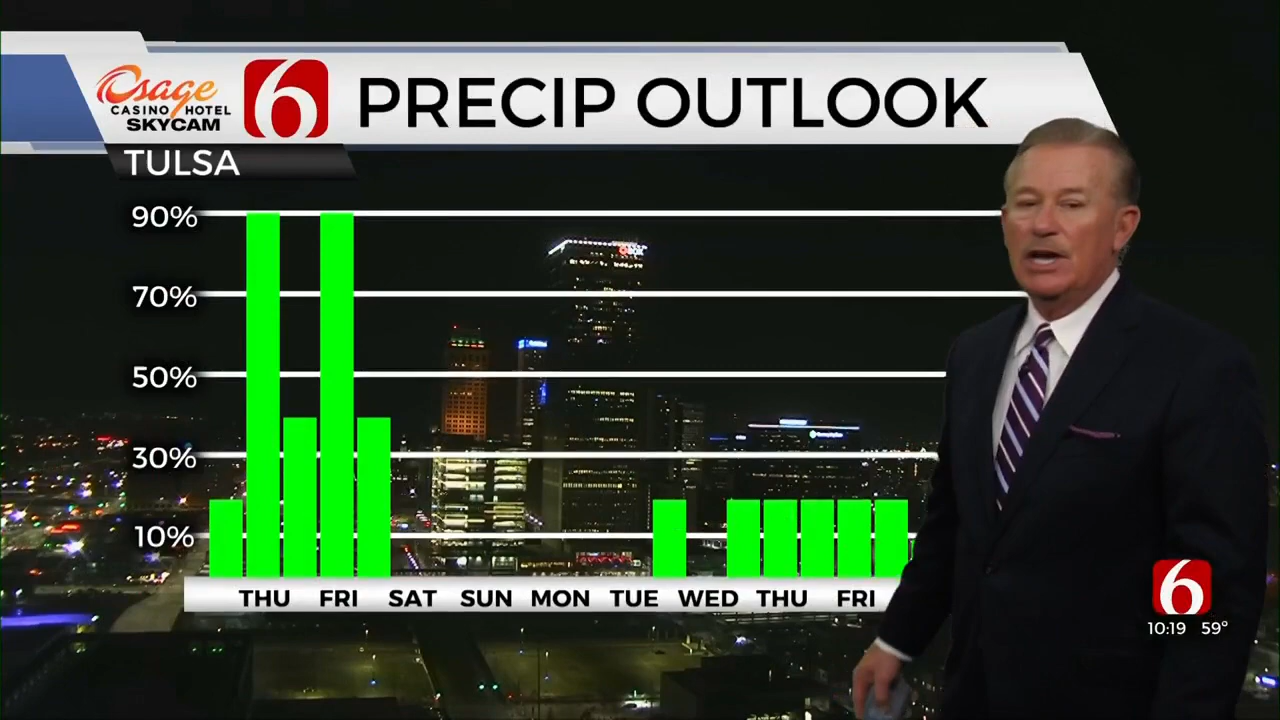 Osage
CASINO HOTEL
SKYCAM
6
PRECIP OUTLOOK
TULSA
90%
70%
50%
30%
10%
THU FRI SAT SUN MON TUE WED THU FRI
6
10:19 59°